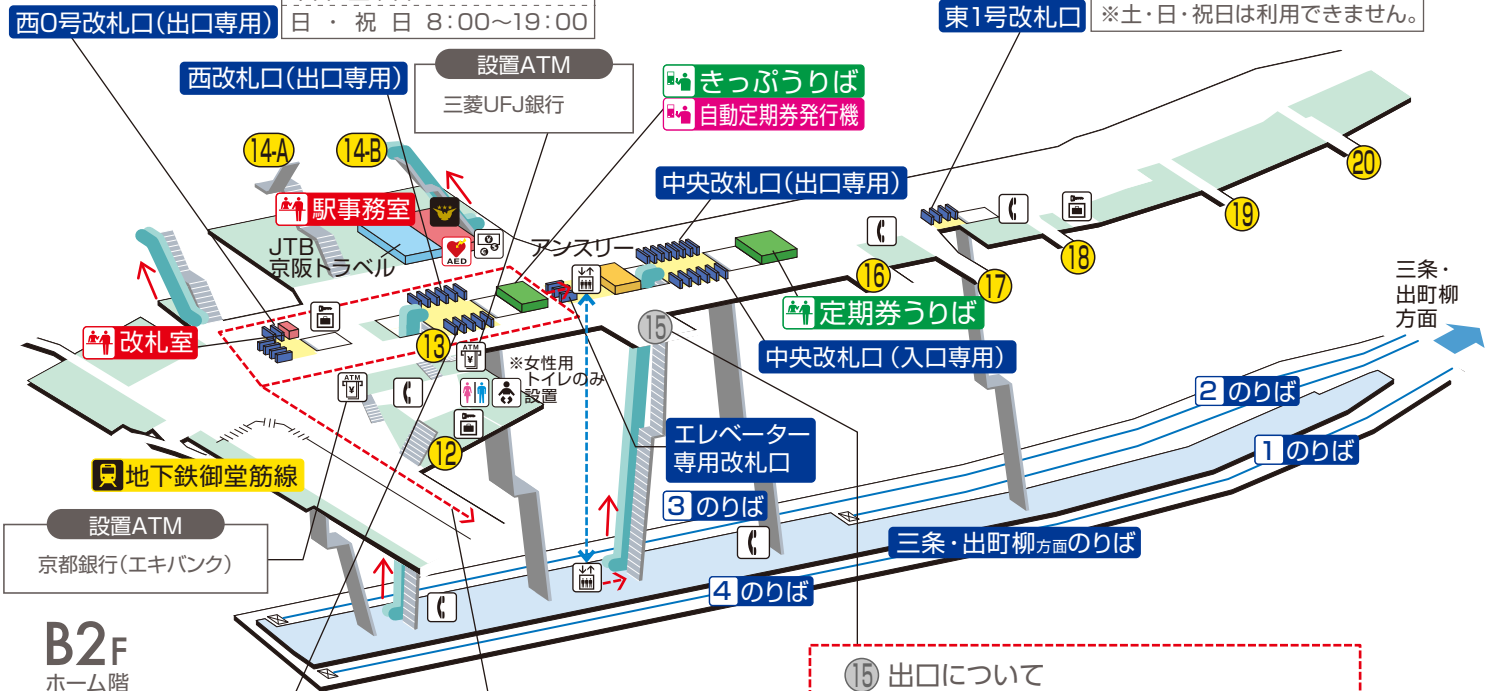 西0号改札口(出口専用)
日・祝日 8:00~19:00
東1号改札口
※土・日・祝日は利用できません。
西改札口(出口専用)
設置ATM
三菱UFJ銀行
きっぷうりば
自動定期券発行機
14-A
14-B
中央改札口(出口専用)
20
19
18
17
16
駅事務室
JTB
京阪トラベル
AED
アンスリー
定期券うりば
三条・
出町柳
方面
改札室
13
15
中央改札口(入口専用)
ATM
ATM
※女性用
トイレのみ
設置
12
エレベーター
専用改札口
2 のりば
1 のりば
地下鉄御堂筋線
3 のりば
設置ATM
京都銀行(エキバンク)
三条・出町柳方面のりば
4 のりば
B2F
ホーム階
15 出口について